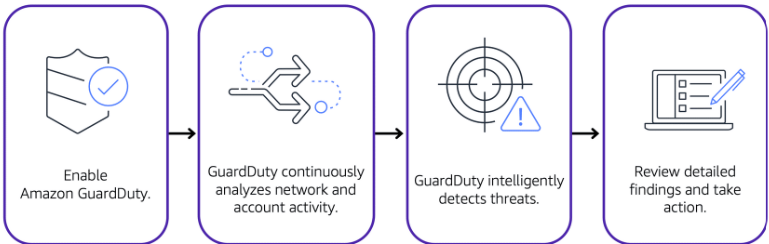 Enable
Amazon GuardDuty.
GuardDuty continuously
analyzes network and
account activity.
GuardDuty intelligently
detects threats.
Review detailed
findings and take
action.